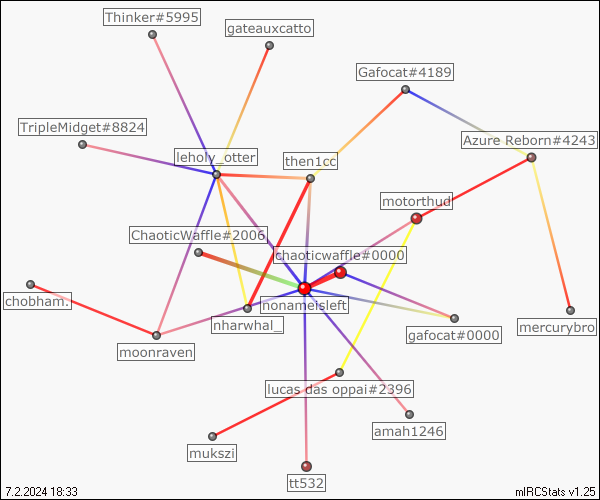 Thinker#5995
gateauxcatto
Gafocat#4189
TripleMidget#8824
Azure Reborn#4243
leholy_otter
then1cc
motorthud
ChaoticWaffle#2006
chaoticwaffle#0000
chobham.
nonameisleft
nharwhal_
mercurybro
gafocat#0000
moonraven
lucas das oppai#2396
amah1246
mukszi
tt532
7.2.2024 18:33
mIRCStats v1.25